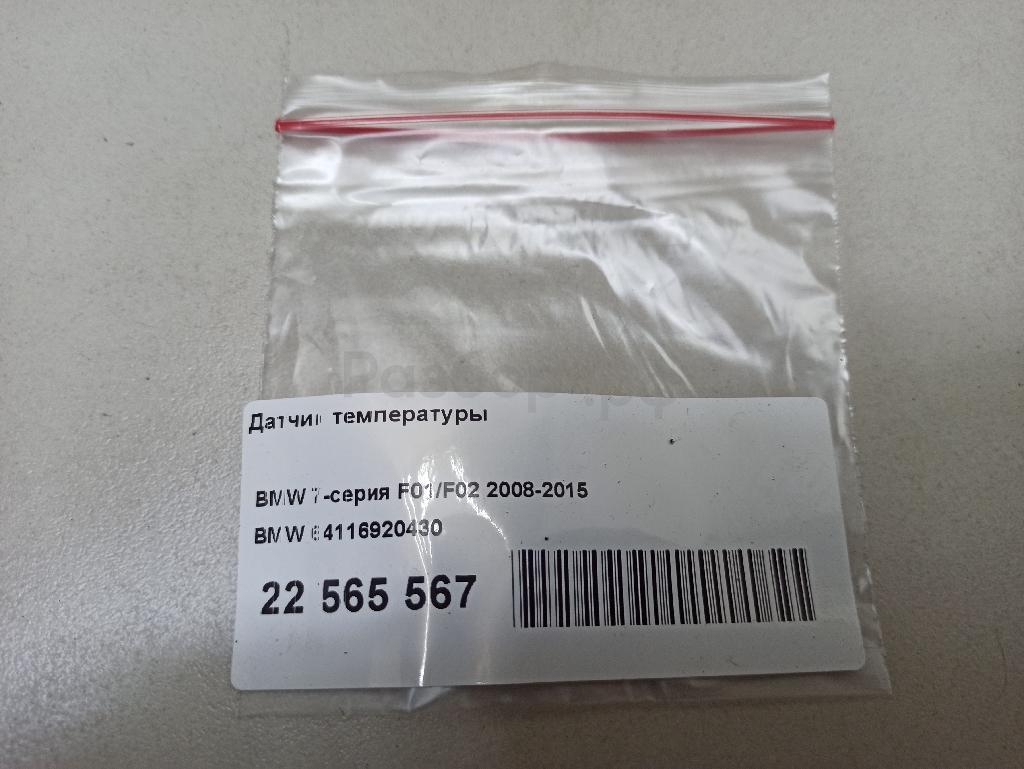 Датчик температуры
BMW 7-серия F01/F02 2008-2015
BMW 64116920430
22 565 567